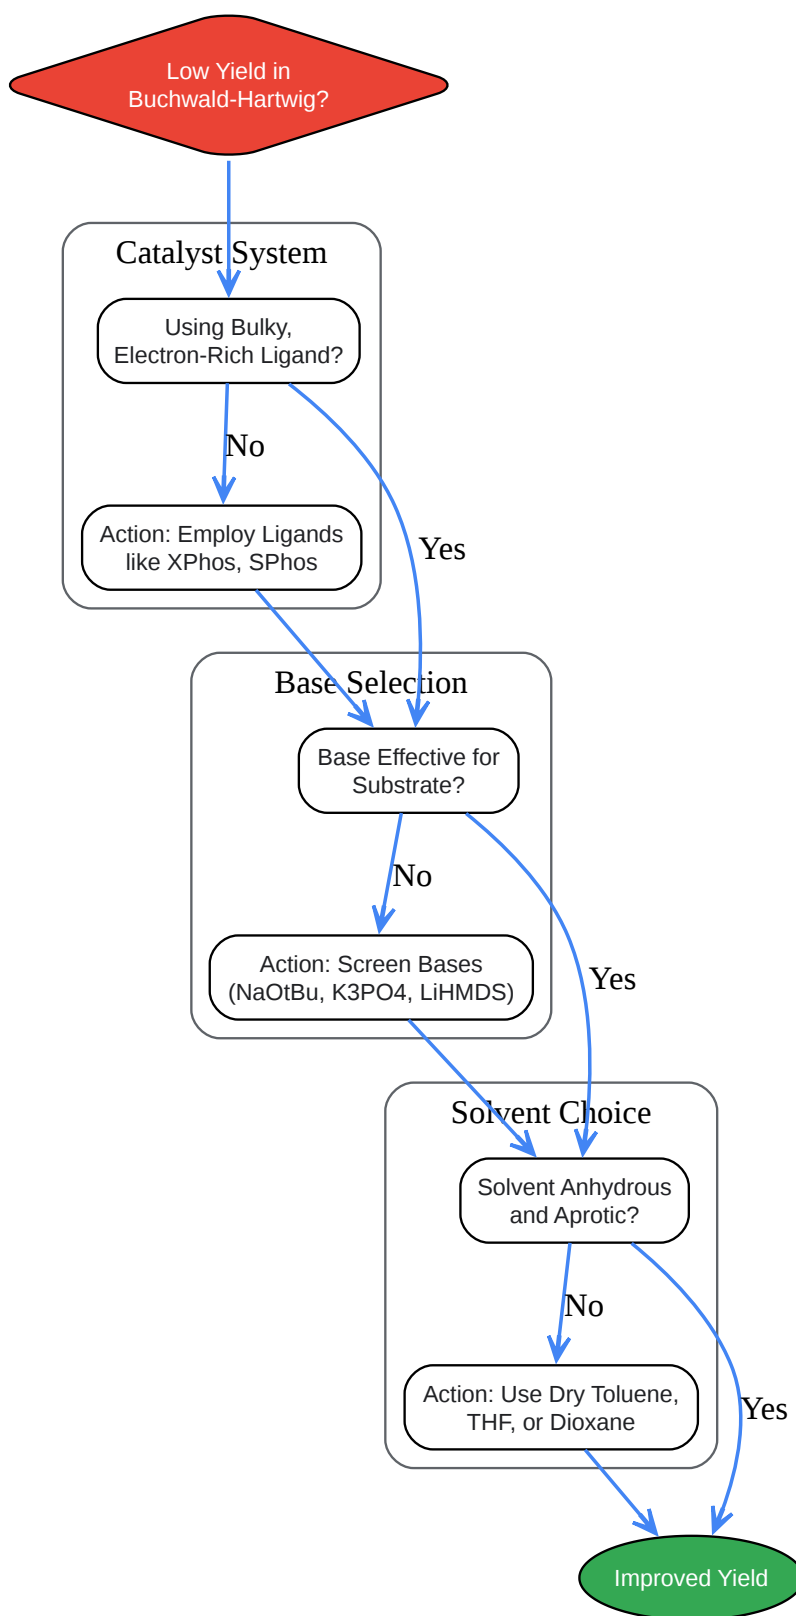 Low Yield in
Buchwald-Hartwig?
Catalyst System
Using Bulky,
Electron-Rich Ligand?
No
Action: Employ Ligands
like XPhos, SPhos
Yes
Base Selection
Base Effective for
Substrate?
No
Action: Screen Bases
(NaOtBu, K3PO4, LiHMDS)
Yes
Solvent Choice
Solvent Anhydrous
and Aprotic?
No
Action: Use Dry Toluene,
THF, or Dioxane
Yes
Improved Yield